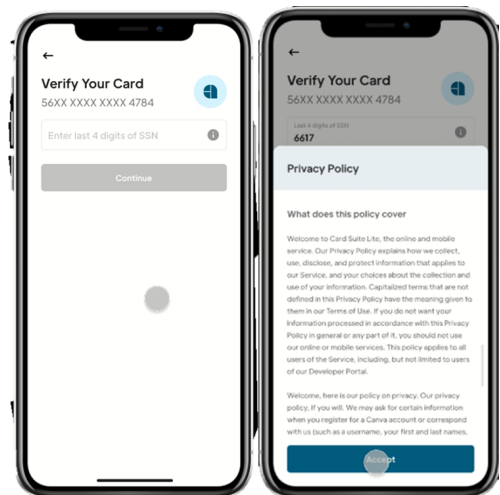 Verify Your Card
56XX XXXX XXXX 4784
Enter last 4 digits of SSN
Continue
Verify Your Card
56XX XXXX XXXX 4784
Last 4 digits of SSN
6617
Privacy Policy
What does this policy cover
Welcome to Card Suite Lite, the online and mobile
service. Our Privacy Policy explains how we collect,
use, disclose, and protect information that applies to
our Service, and your choices about the collection and
use of your information. Capitalized terms that are not
defined in this Privacy Policy have the meaning given to
them in our Terms of Use. If you do not want your
information processed in accordance with this Privacy
Policy in general or any part of it, you should not use
our online or mobile services. This policy applies to all
users of the Service, including, but not limited to users
of our Developer Portal.
Welcome, here is our policy on privacy. Our privacy
policy, if you will. We may ask for certain information
when you register for a Canva account or correspond
with us (such as a username, your first and last names,
Accept